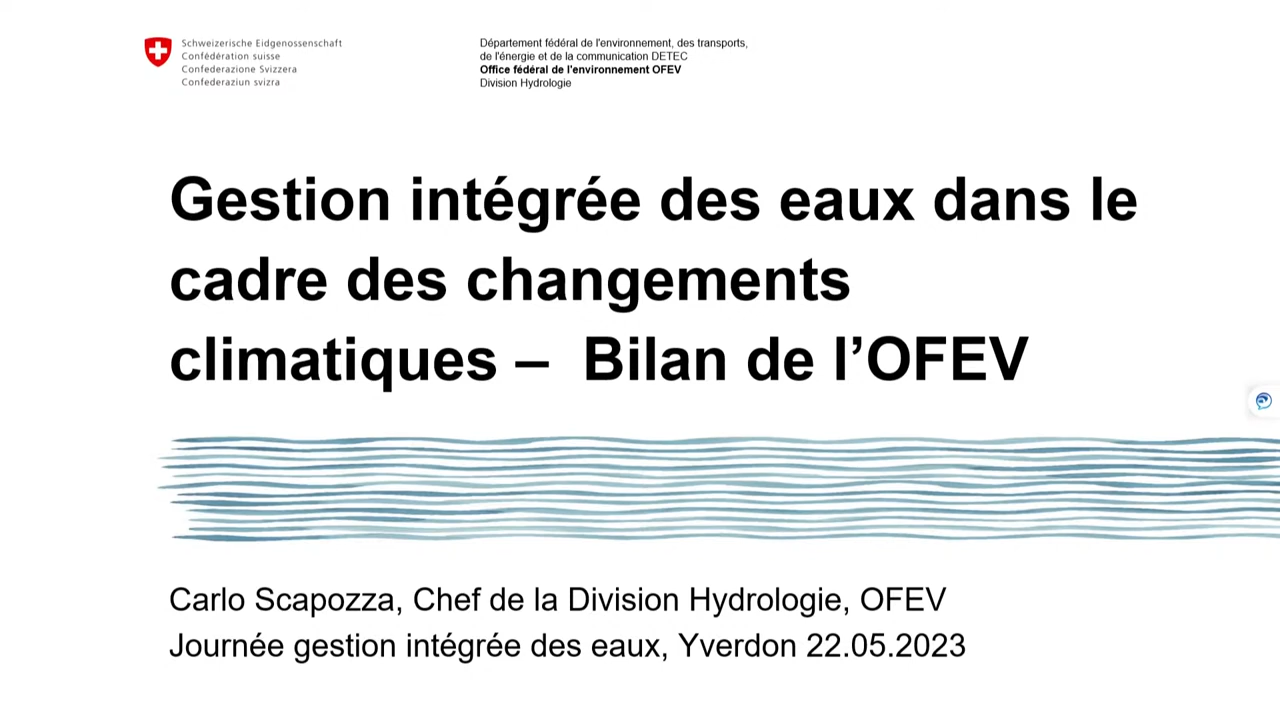 Schweizerische Eidgenossenschaft
Confédération suisse
Confederazione Svizzera
Confederaziun svizra
Département fédéral de l'environnement, des transports,
de l'énergie et de la communication DETEC
Office fédéral de l'environnement OFEV
Division Hydrologie
Gestion intégrée des eaux dans le
cadre des changements
climatiques – Bilan de l’OFEV
Carlo Scapozza, Chef de la Division Hydrologie, OFEV
Journée gestion intégrée des eaux, Yverdon 22.05.2023